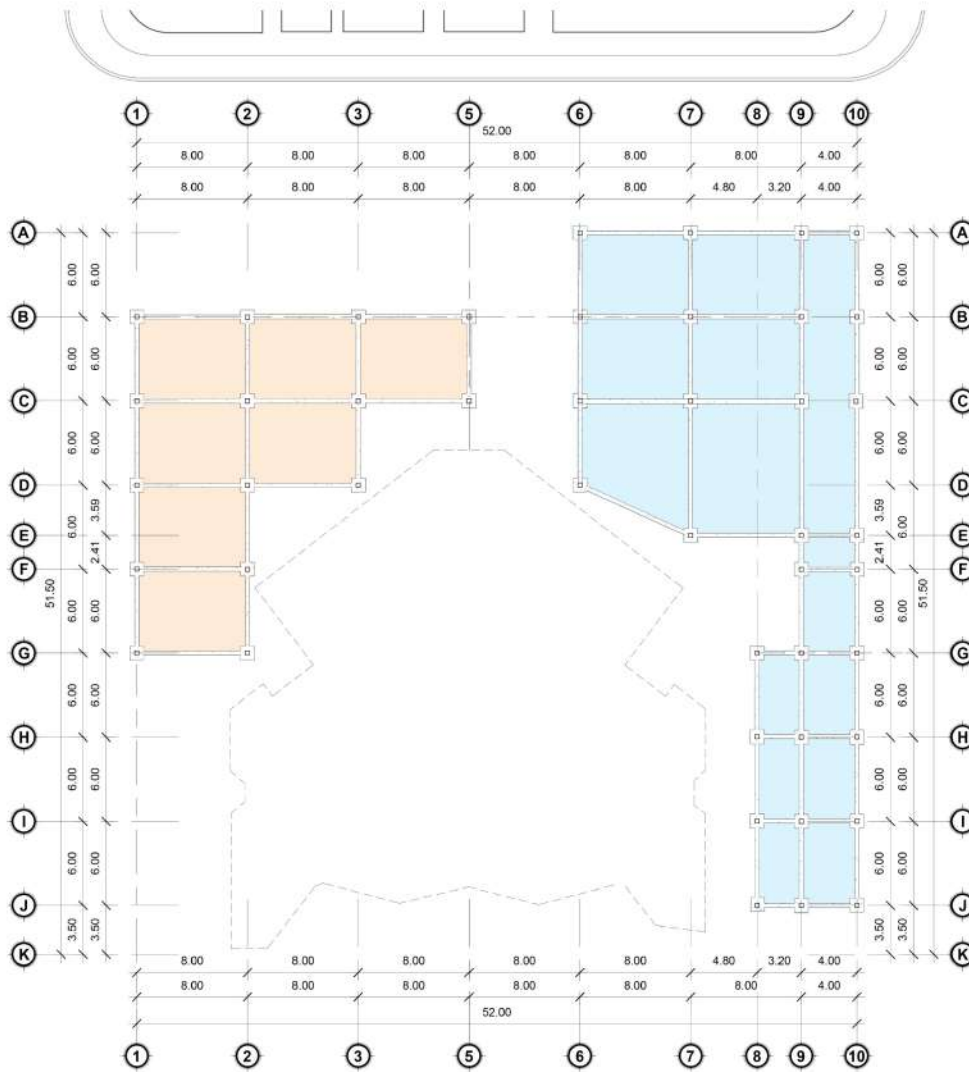 1 2 3 5 6 7 8 9 10
52.00
8.00 8.00 8.00 8.00 8.00 8.00 4.00
8.00 8.00 8.00 8.00 8.00 4.80 3.20 4.00
A A
6.00 6.00 6.00 6.00
B B
6.00 6.00 6.00 6.00
C C
6.00 6.00 6.00 6.00
D D
3.59 3.59
6.00 6.00
E E
2.41 2.41
F F
51.50 51.50
6.00 6.00 6.00 6.00
G G
6.00 6.00 6.00 6.00
H H
6.00 6.00 6.00 6.00
I I
6.00 6.00 6.00 6.00
J J
3.50 3.50 3.50 3.50
K K
8.00 8.00 8.00 8.00 8.00 4.80 3.20 4.00
8.00 8.00 8.00 8.00 8.00 8.00 4.00
52.00
1 2 3 5 6 7 8 9 10